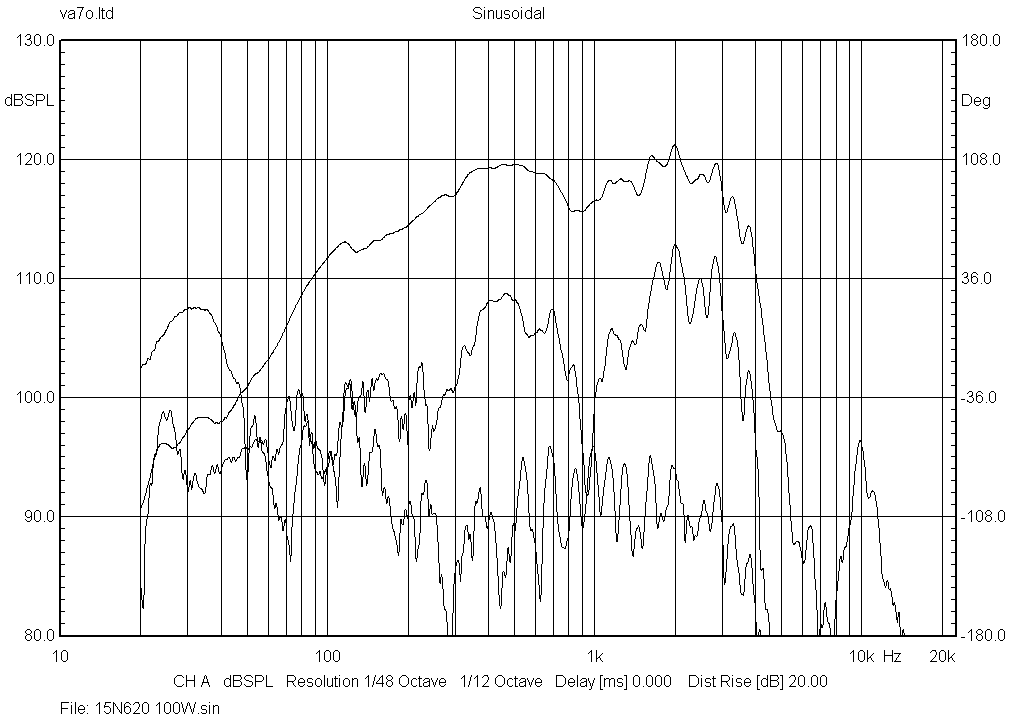 va7o.ltd Sinusoidal
130.0 180.0
dBSPL Deg
120.0 108.0
110.0 36.0
100.0 -36.0
90.0 -108.0
80.0 -180.0
10 100 1k 10k Hz 20k
CH A dBSPL Resolution 1/48 Octave 1/12 Octave Delay [ms] 0.000 Dist Rise [dB] 20.00
File: 15N620 100W.sin